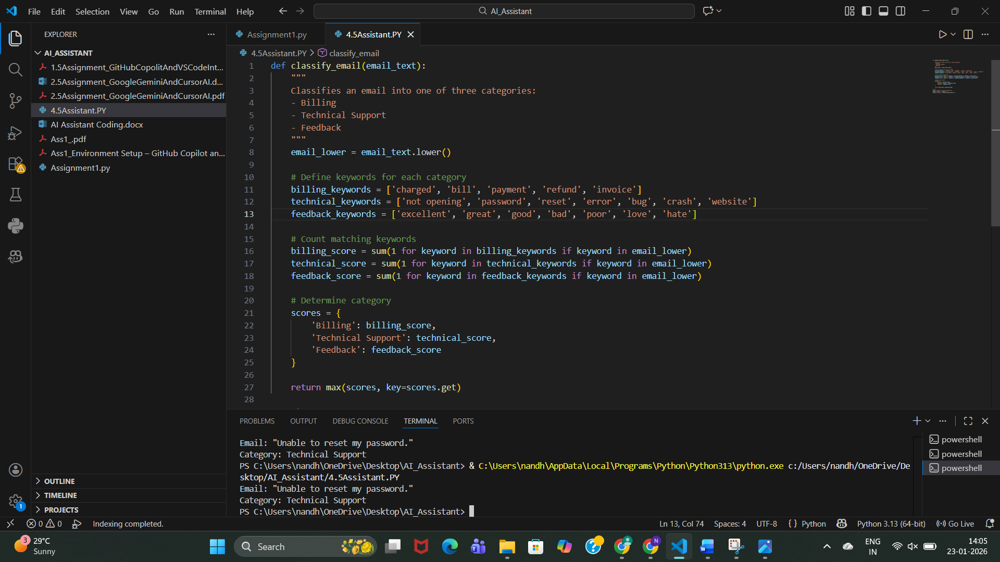 File Edit Selection View Go Run Terminal Help
AI_Assistant
EXPLORER
AI_ASSISTANT
1.5Assignment_GitHubCopolitAndVSCodeInt...
2.5Assignment_GoogleGeminiAndCursorAI.d...
2.5Assignment_GoogleGeminiAndCursorAI.pdf
4.5Assistant.PY
AI Assistant Coding.docx
Ass1_.pdf
Ass1_Environment Setup – GitHub Copilot an...
Assignment1.py
OUTLINE
TIMELINE
PROJECTS
1
Assignment1.py
4.5Assistant.PY
4.5Assistant.PY > classify_email
1 def classify_email(email_text):
2 """
3 Classifies an email into one of three categories:
4 - Billing
5 - Technical Support
6 - Feedback
7 """
8 email_lower = email_text.lower()
9
10 # Define keywords for each category
11 billing_keywords = ['charged', 'bill', 'payment', 'refund', 'invoice']
12 technical_keywords = ['not opening', 'password', 'reset', 'error', 'bug', 'crash', 'website']
13 feedback_keywords = ['excellent', 'great', 'good', 'bad', 'poor', 'love', 'hate']
14
15 # Count matching keywords
16 billing_score = sum(1 for keyword in billing_keywords if keyword in email_lower)
17 technical_score = sum(1 for keyword in technical_keywords if keyword in email_lower)
18 feedback_score = sum(1 for keyword in feedback_keywords if keyword in email_lower)
19
20 # Determine category
21 scores = {
22 'Billing': billing_score,
23 'Technical Support': technical_score,
24 'Feedback': feedback_score
25 }
26
27 return max(scores, key=scores.get)
28
PROBLEMS OUTPUT DEBUG CONSOLE TERMINAL PORTS
Email: "Unable to reset my password."
Category: Technical Support
PS C:\Users\nandh\OneDrive\Desktop\AI_Assistant> & C:\Users\nandh\AppData\Local\Programs\Python\Python313\python.exe c:/Users/nandh/OneDrive/De
sktop/AI_Assistant/4.5Assistant.PY
Email: "Unable to reset my password."
Category: Technical Support
PS C:\Users\nandh\OneDrive\Desktop\AI_Assistant>
powershell
powershell
powershell
0 0 Indexing completed.
Ln 13, Col 74 Spaces: 4 UTF-8 {} Python Python 3.13 (64-bit) Go Live
3
29°C
Sunny
Search
N
ENG
IN
14:05
23-01-2026